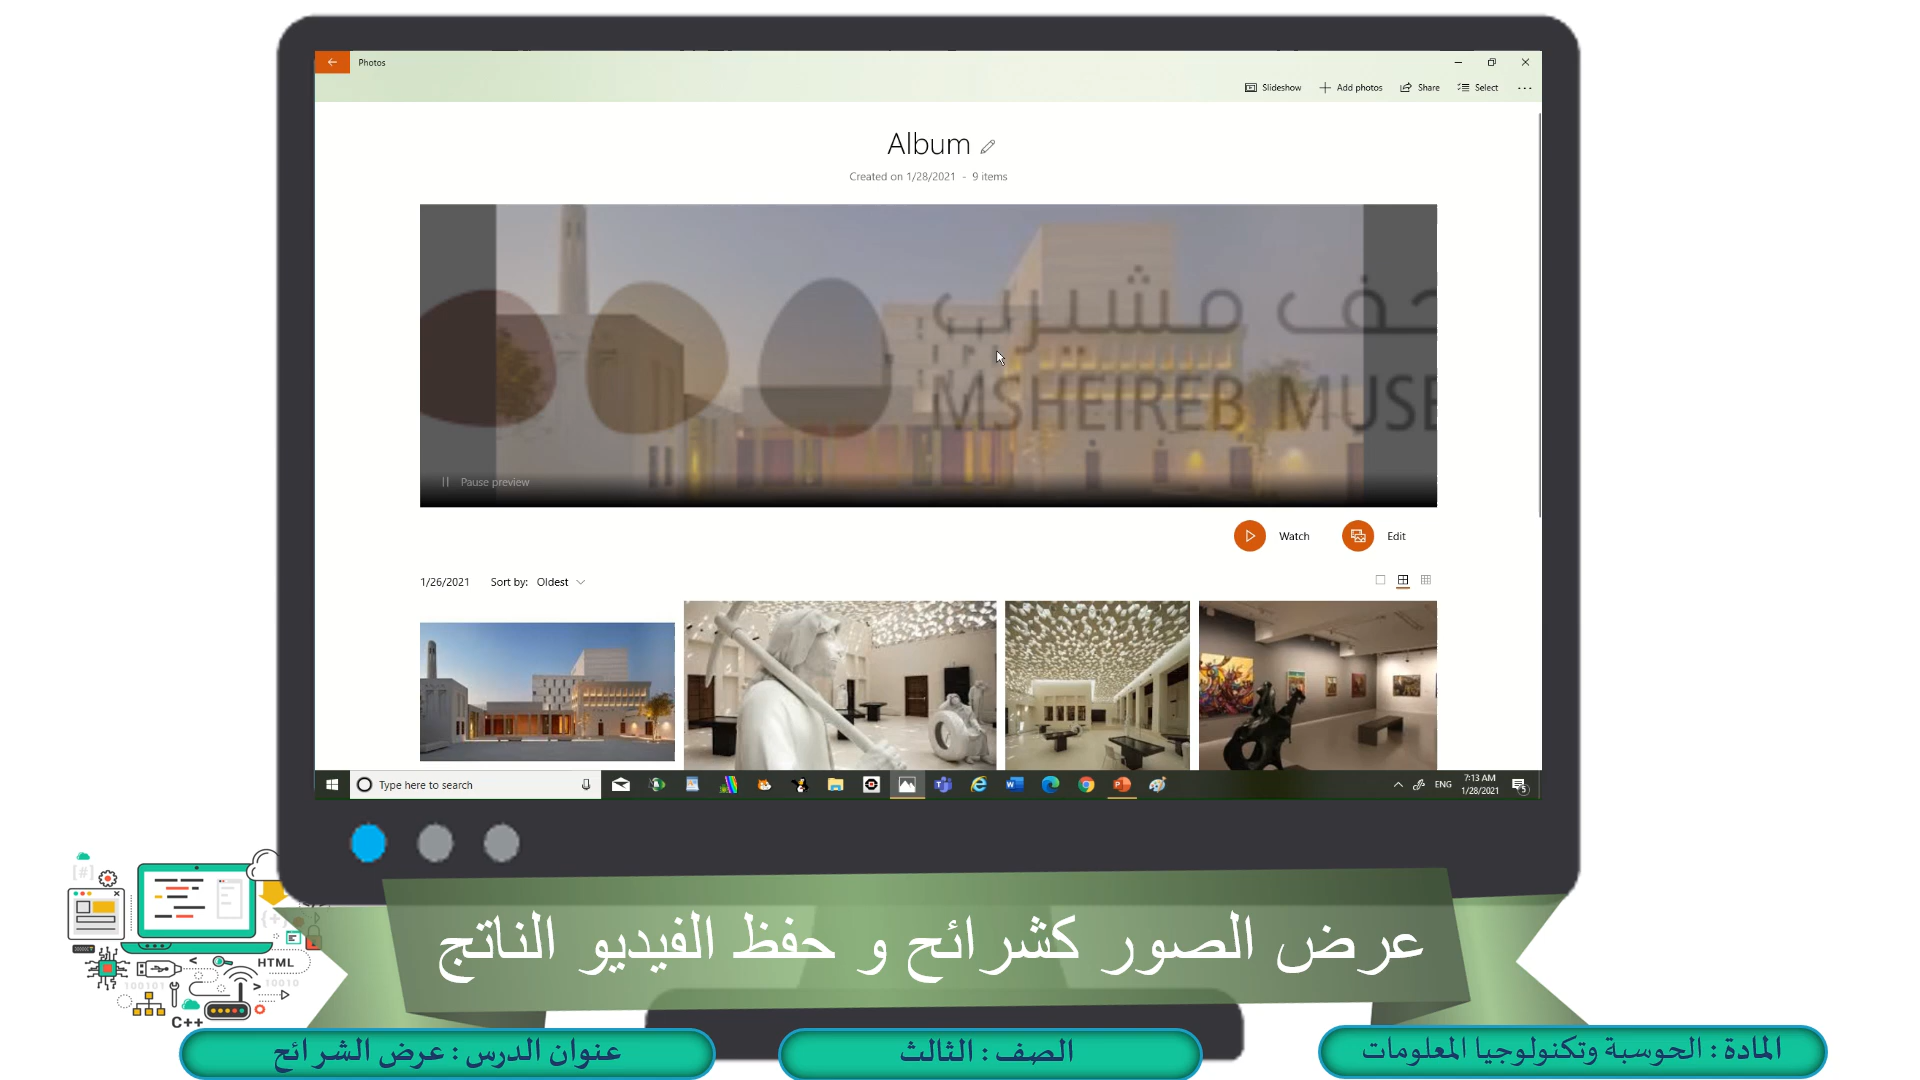 Photos
Slideshow
Add photos
Share
Select
Album
Created on 1/28/2021 - 9 items
حف مشيرب
MSHEIREB MUSE
Pause preview
Watch
Edit
1/26/2021
Sort by: Oldest
Type here to search
ENG
7:13 AM
1/28/2021
5
HTML
C++
عرض الصور كشرائح و حفظ الفيديو الناتج
المادة : الحوسبة وتكنولوجيا المعلومات
الصف : الثالث
عنوان الدرس : عرض الشرائح